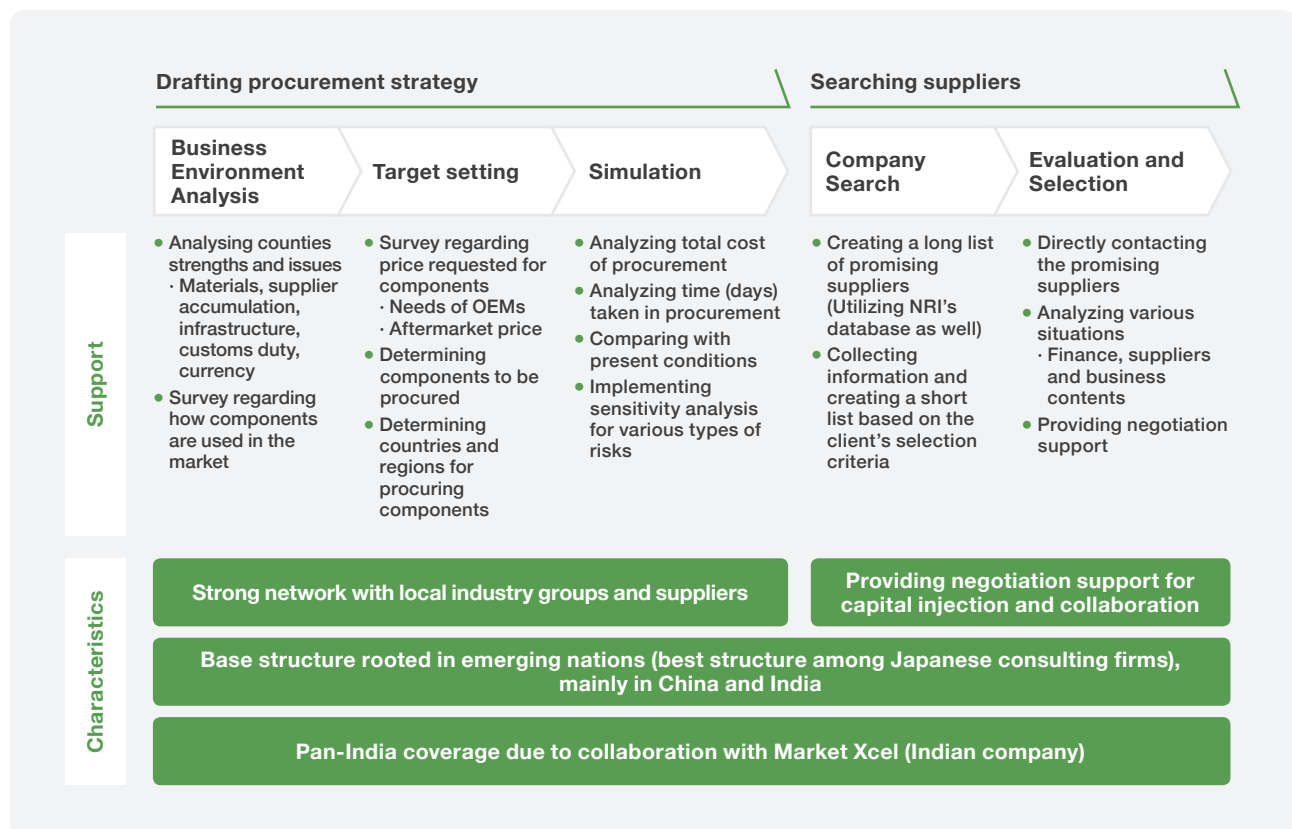 Drafting procurement strategy
Searching suppliers
Business
Environment
Analysis
Target setting
Simulation
Company
Search
Evaluation and
Selection
Support
• Analysing counties
strengths and issues
· Materials, supplier
accumulation,
infrastructure,
customs duty,
currency
• Survey regarding
how components
are used in the
market
• Survey regarding
price requested for
components
· Needs of OEMs
· Aftermarket price
• Determining
components to be
procured
• Determining
countries and
regions for
procuring
components
• Analyzing total cost
of procurement
• Analyzing time (days)
taken in procurement
• Comparing with
present conditions
• Implementing
sensitivity analysis
for various types of
risks
• Creating a long list
of promising
suppliers
(Utilizing NRI’s
database as well)
• Collecting
information and
creating a short
list based on the
client’s selection
criteria
• Directly contacting
the promising
suppliers
• Analyzing various
situations
· Finance, suppliers
and business
contents
• Providing negotiation
support
Characteristics
Strong network with local industry groups and suppliers
Providing negotiation support for
capital injection and collaboration
Base structure rooted in emerging nations (best structure among Japanese consulting firms),
mainly in China and India
Pan-India coverage due to collaboration with Market Xcel (Indian company)